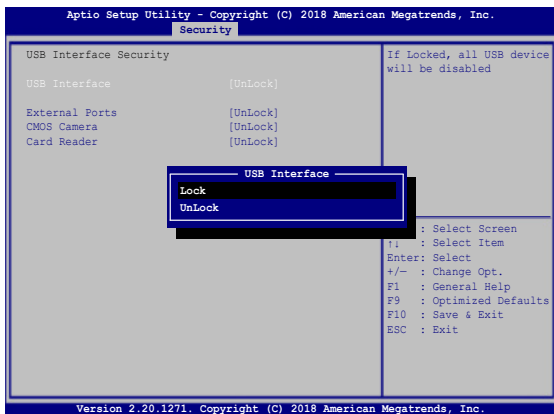 Aptio Setup Utility - Copyright (C) 2018 American Megatrends, Inc.
Security
USB Interface Security
USB Interface [UnLock]
External Ports [UnLock]
CMOS Camera [UnLock]
Card Reader [UnLock]
If Locked, all USB device
will be disabled
USB Interface
Lock
UnLock
: Select Screen
↑↓ : Select Item
Enter: Select
+/— : Change Opt.
F1 : General Help
F9 : Optimized Defaults
F10 : Save & Exit
ESC : Exit
Version 2.20.1271. Copyright (C) 2018 American Megatrends, Inc.